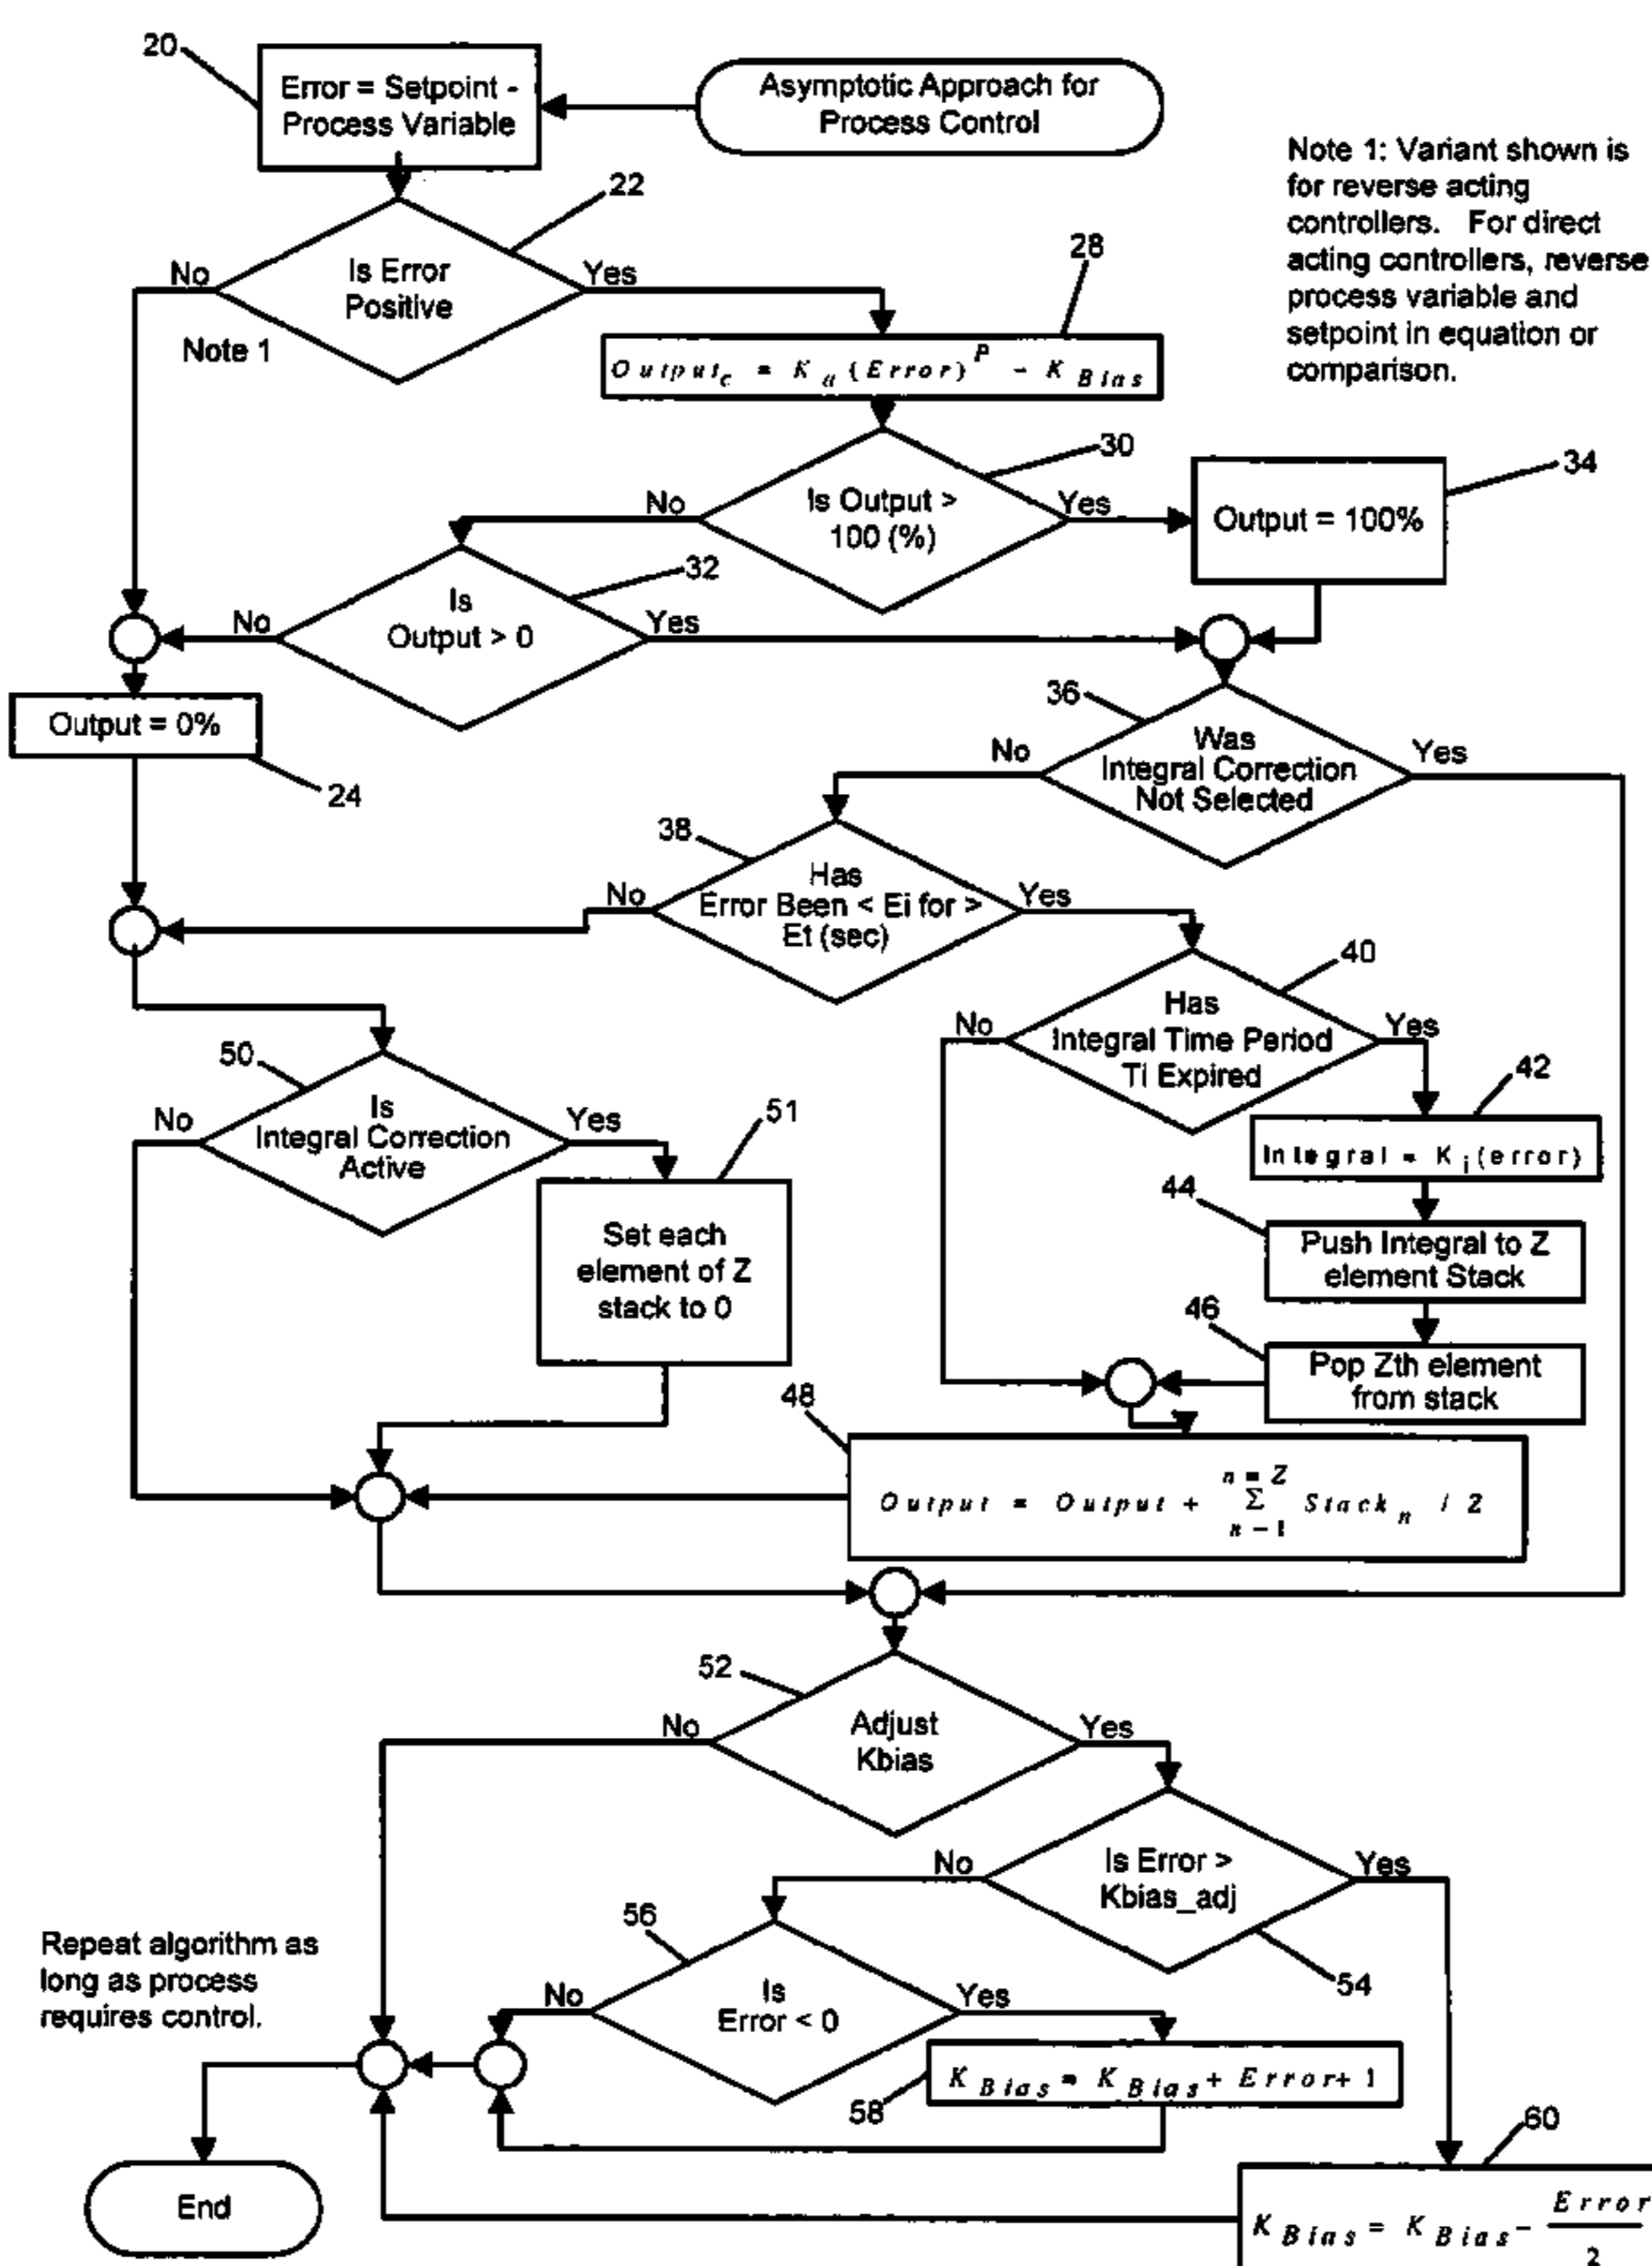 20
Error = Setpoint -
Process Variable
Asymptotic Approach for
Process Control
Note 1: Variant shown is
for reverse acting
controllers. For direct
acting controllers, reverse
process variable and
setpoint in equation or
comparison.
22
No
Is Error
Positive
Yes
Note 1
28
Output_c = K_a (Error)^P - K_Bias
30
No
Is Output >
100 (%)
Yes
34
Output = 100%
32
No
Is
Output > 0
Yes
Output = 0%
24
36
No
Was
Integral Correction
Not Selected
Yes
38
No
Has
Error Been < Ei for >
Et (sec)
Yes
40
No
Has
Integral Time Period
Ti Expired
Yes
42
Integral = K_i (error)
44
Push Integral to Z
element Stack
46
Pop Zth element
from stack
50
No
Is
Integral Correction
Active
Yes
51
Set each
element of Z
stack to 0
48
n = Z
Output = Output + Σ Stack_n / 2
n - 1
52
No
Adjust
Kbias
Yes
No
Is Error >
Kbias_adj
Yes
54
56
No
Is
Error < 0
Yes
K_Bias = K_Bias + Error + 1
58
Repeat algorithm as
long as process
requires control.
End
60
K_Bias = K_Bias - Error
2